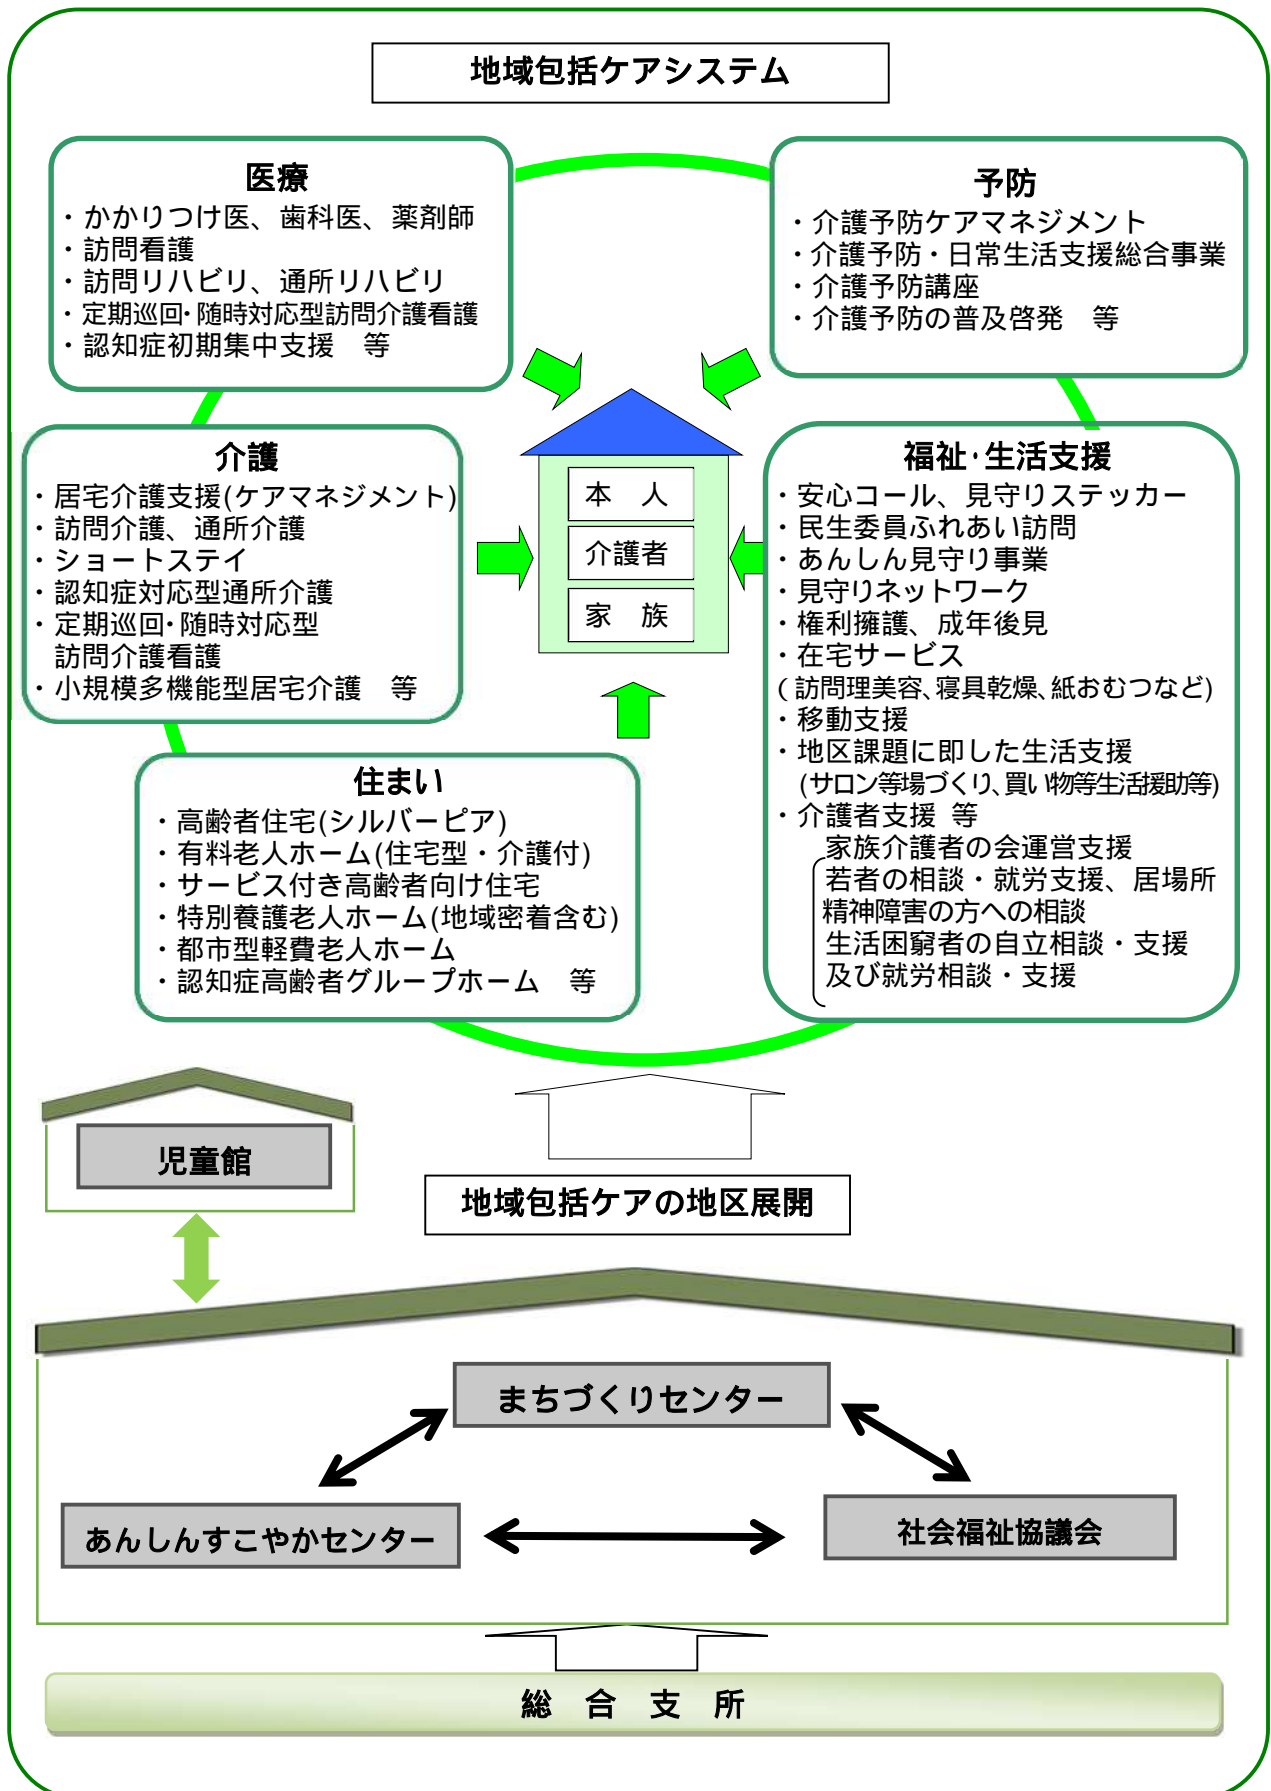 地域包括ケアシステム
医療
・かかりつけ医、歯科医、薬剤師
・訪問看護
・訪問リハビリ、通所リハビリ
・定期巡回・随時対応型訪問介護看護
・認知症初期集中支援　等
予防
・介護予防ケアマネジメント
・介護予防・日常生活支援総合事業
・介護予防講座
・介護予防の普及啓発　等
介護
・居宅介護支援(ケアマネジメント)
・訪問介護、通所介護
・ショートステイ
・認知症対応型通所介護
・定期巡回・随時対応型
訪問介護看護
・小規模多機能型居宅介護　等
本　人
介護者
家　族
福祉・生活支援
・安心コール、見守りステッカー
・民生委員ふれあい訪問
・あんしん見守り事業
・見守りネットワーク
・権利擁護、成年後見
・在宅サービス
(訪問理美容、寝具乾燥、紙おむつなど)
・移動支援
・地区課題に即した生活支援
(サロン等場づくり、買い物等生活援助等)
・介護者支援 等
家族介護者の会運営支援
若者の相談・就労支援、居場所
精神障害の方への相談
生活困窮者の自立相談・支援
及び就労相談・支援
住まい
・高齢者住宅(シルバーピア)
・有料老人ホーム(住宅型・介護付)
・サービス付き高齢者向け住宅
・特別養護老人ホーム(地域密着含む)
・都市型軽費老人ホーム
・認知症高齢者グループホーム　等
児童館
地域包括ケアの地区展開
まちづくりセンター
あんしんすこやかセンター
社会福祉協議会
総　合　支　所